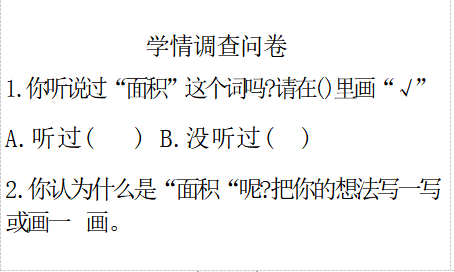 学情调查问卷
1.你听说过“面积”这个词吗?请在()里画“√”
A.听过(   ) B.没听过(  )
2.你认为什么是“面积“呢?把你的想法写一写
或画一 画。